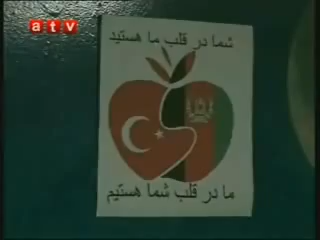 atv
شما در قلب ما هستید
ما در قلب شما هستیم